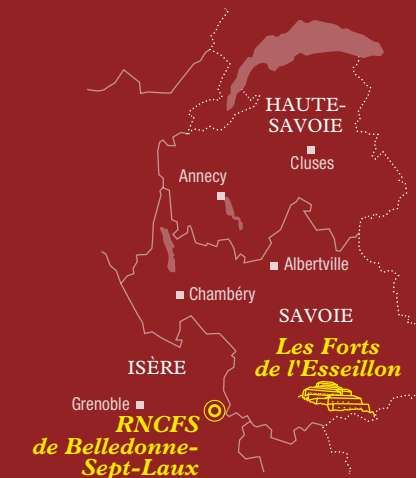 HAUTE-
SAVOIE
Cluses
Annecy
Albertville
Chambéry
SAVOIE
Les Forts
de l'Esseillon
ISÈRE
Grenoble
RNCFS
de Belledonne-
Sept-Laux